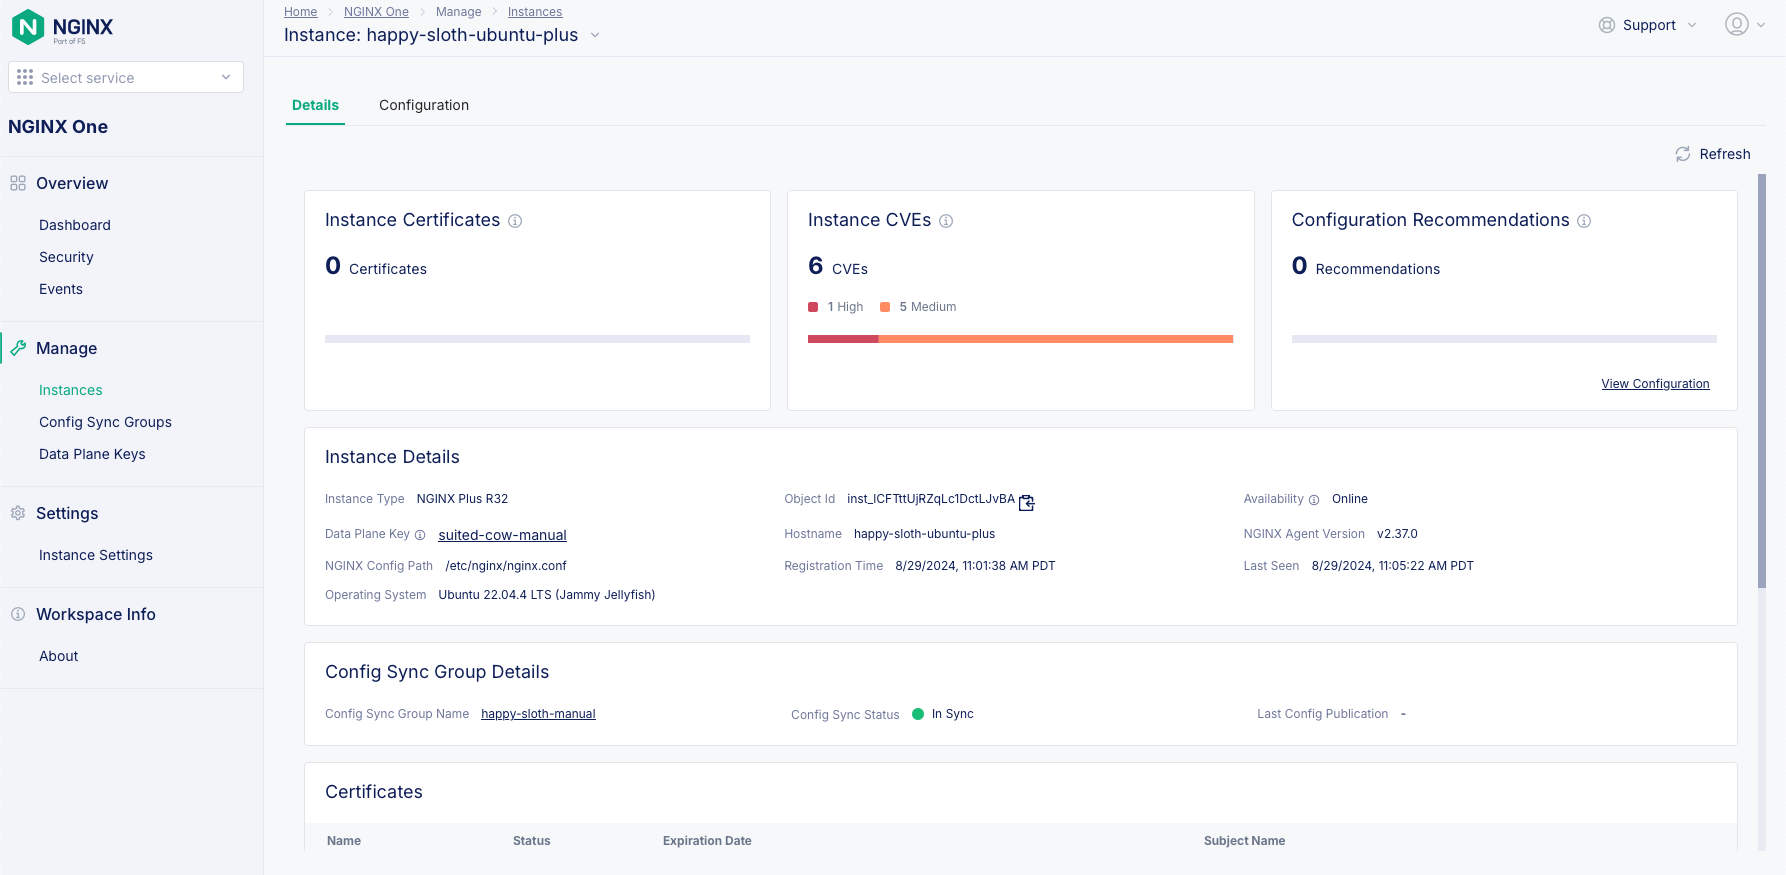 NGINX
Part of F5
Select service
NGINX One
Overview
Dashboard
Security
Events
Manage
Instances
Config Sync Groups
Data Plane Keys
Settings
Instance Settings
Workspace Info
About
Home NGINX One Manage Instances
Instance: happy-sloth-ubuntu-plus
Support
Details Configuration
Refresh
Instance Certificates
0 Certificates
Instance CVEs
6 CVEs
1 High 5 Medium
Configuration Recommendations
0 Recommendations
View Configuration
Instance Details
Instance Type NGINX Plus R32 Object Id inst_ICFTttUjRZqLc1DctLJvBA Availability Online
Data Plane Key suited-cow-manual Hostname happy-sloth-ubuntu-plus NGINX Agent Version v2.37.0
NGINX Config Path /etc/nginx/nginx.conf Registration Time 8/29/2024, 11:01:38 AM PDT Last Seen 8/29/2024, 11:05:22 AM PDT
Operating System Ubuntu 22.04.4 LTS (Jammy Jellyfish)
Config Sync Group Details
Config Sync Group Name happy-sloth-manual Config Sync Status In Sync Last Config Publication -
Certificates
Name Status Expiration Date Subject Name